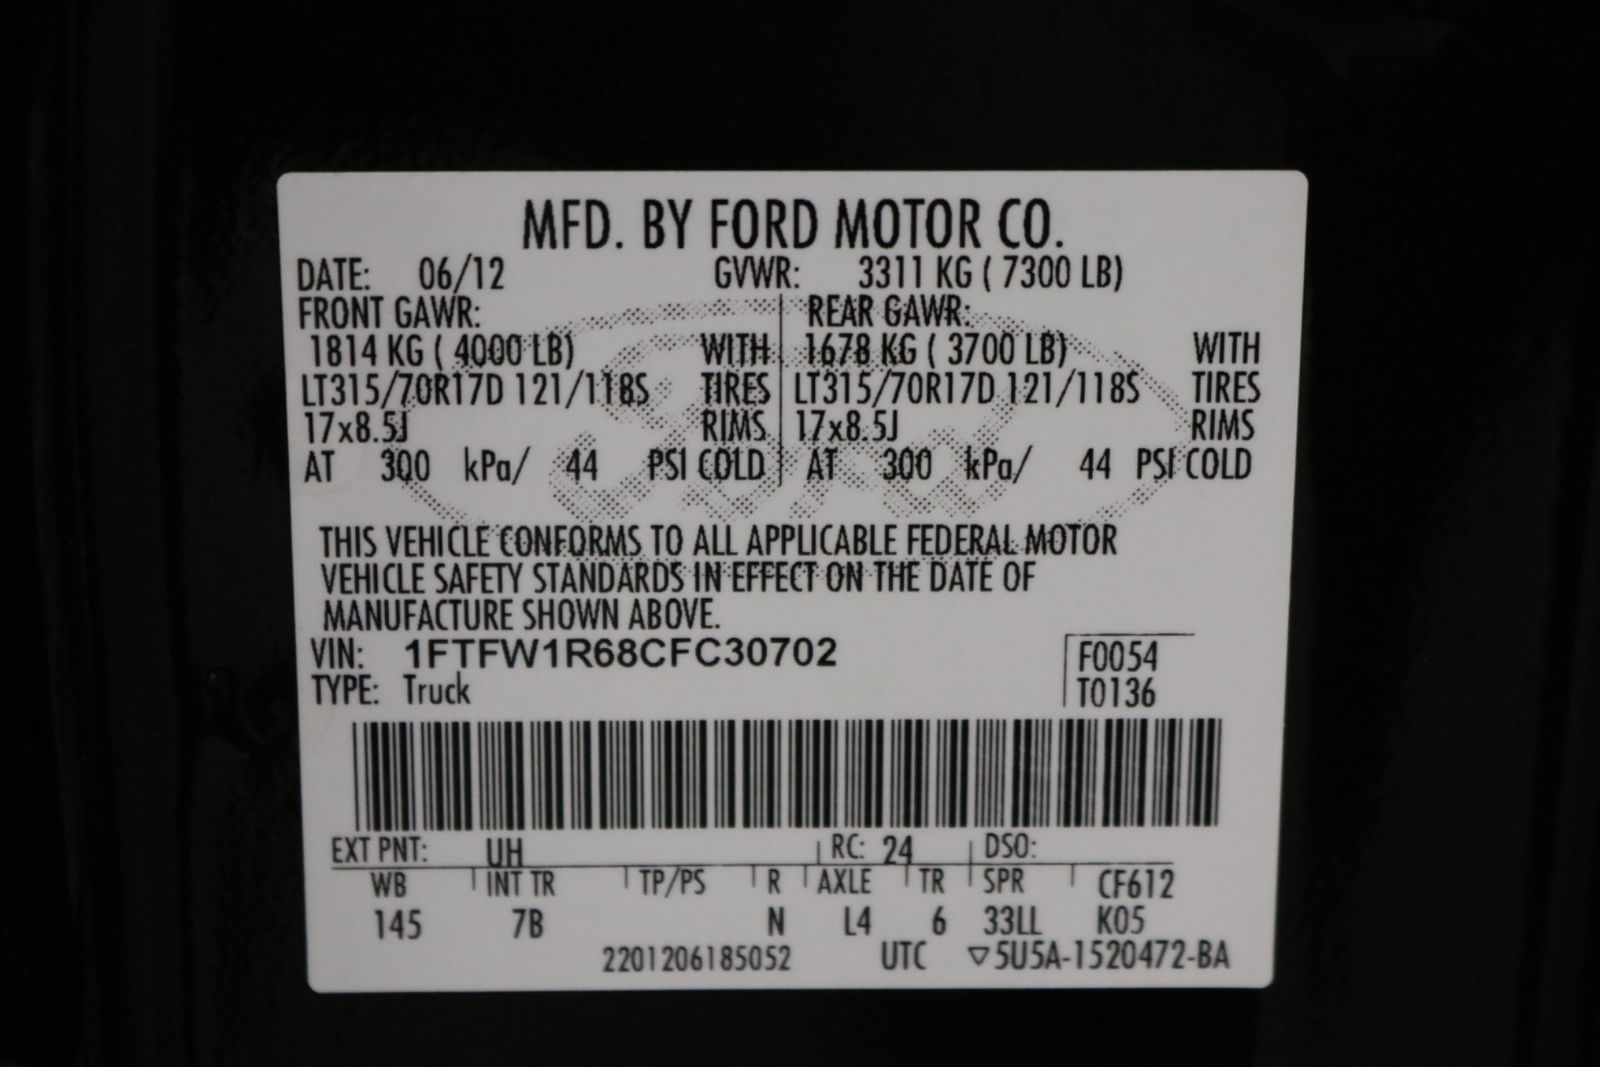 MFD. BY FORD MOTOR CO.
DATE: 06/12 GVWR: 3311 KG ( 7300 LB)
FRONT GAWR: REAR GAWR:
1814 KG ( 4000 LB) WITH 1678 KG ( 3700 LB) WITH
LT315/70R17D 121/118S TIRES LT315/70R17D 121/118S TIRES
17x8.5J RIMS 17x8.5J RIMS
AT 300 kPa/ 44 PSI COLD AT 300 kPa/ 44 PSI COLD
Ford
THIS VEHICLE CONFORMS TO ALL APPLICABLE FEDERAL MOTOR
VEHICLE SAFETY STANDARDS IN EFFECT ON THE DATE OF
MANUFACTURE SHOWN ABOVE.
VIN: 1FTFW1R68CFC30702 F0054
TYPE: Truck T0136
EXT PNT: UH RC: 24 DSO:
WB INT TR TP/PS R AXLE TR SPR CF612
145 7B N L4 6 33LL K05
2201206185052 UTC ▽5U5A-1520472-BA